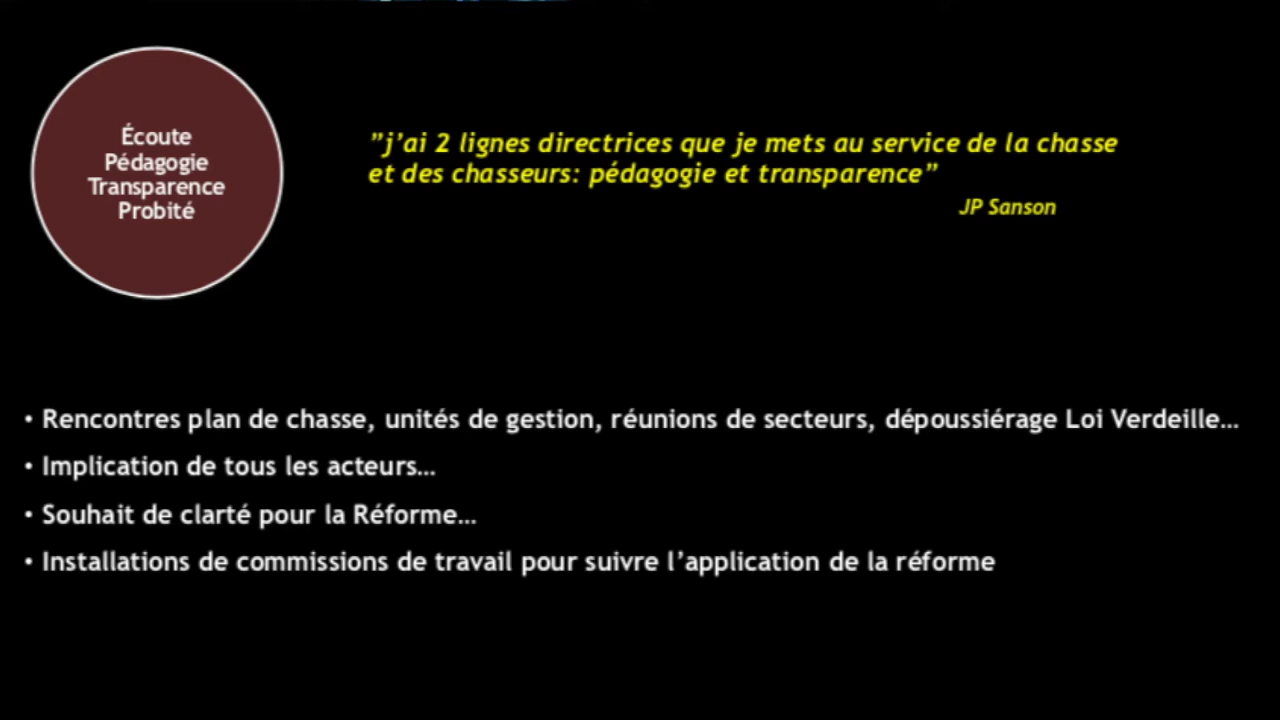 Écoute
Pédagogie
Transparence
Probité
”j’ai 2 lignes directrices que je mets au service de la chasse
et des chasseurs: pédagogie et transparence”
JP Sanson
• Rencontres plan de chasse, unités de gestion, réunions de secteurs, dépoussiérage Loi Verdeille…
• Implication de tous les acteurs…
• Souhait de clarté pour la Réforme…
• Installations de commissions de travail pour suivre l’application de la réforme